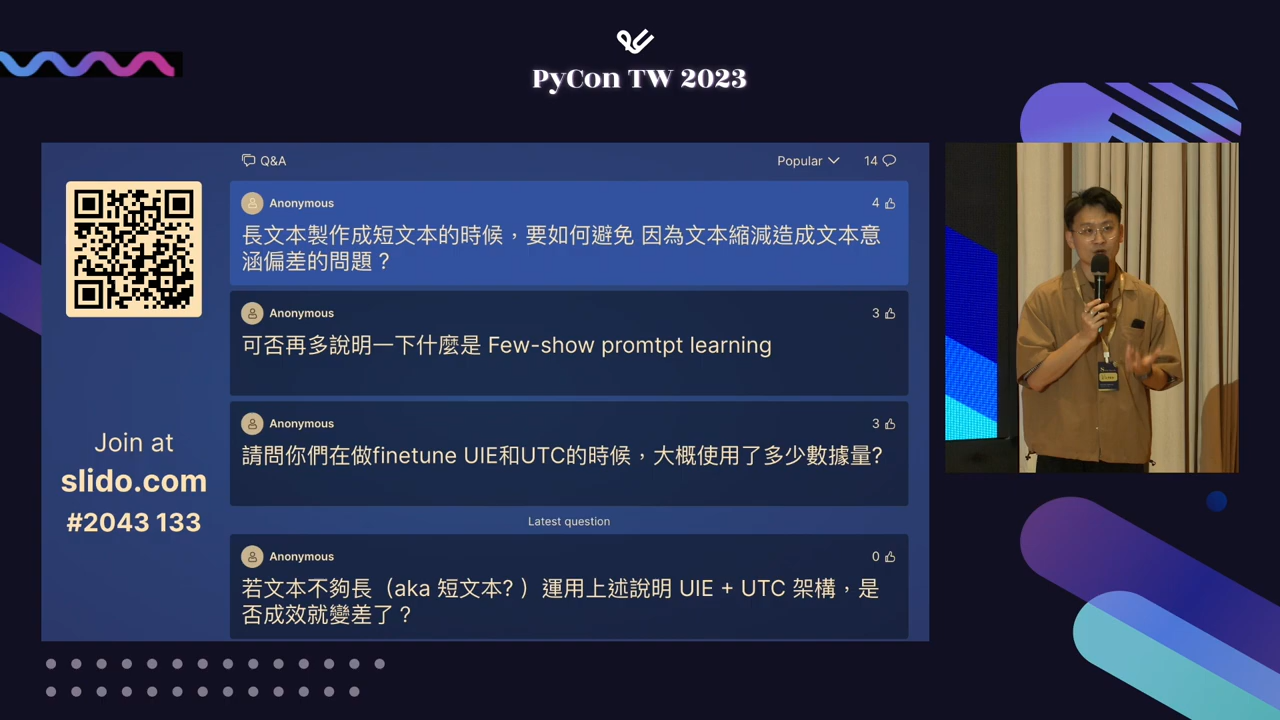 PyCon TW 2023
Q&A
Popular
14
Anonymous
4
長文本製作成短文本的時候，要如何避免 因為文本縮減造成文本意
涵偏差的問題？
Anonymous
3
可否再多說明一下什麼是 Few-show promtpt learning
Anonymous
3
請問你們在做finetune UIE和UTC的時候，大概使用了多少數據量?
Latest question
Anonymous
0
若文本不夠長（aka 短文本? ）運用上述說明 UIE + UTC 架構，是
否成效就變差了？
Join at
slido.com
#2043 133